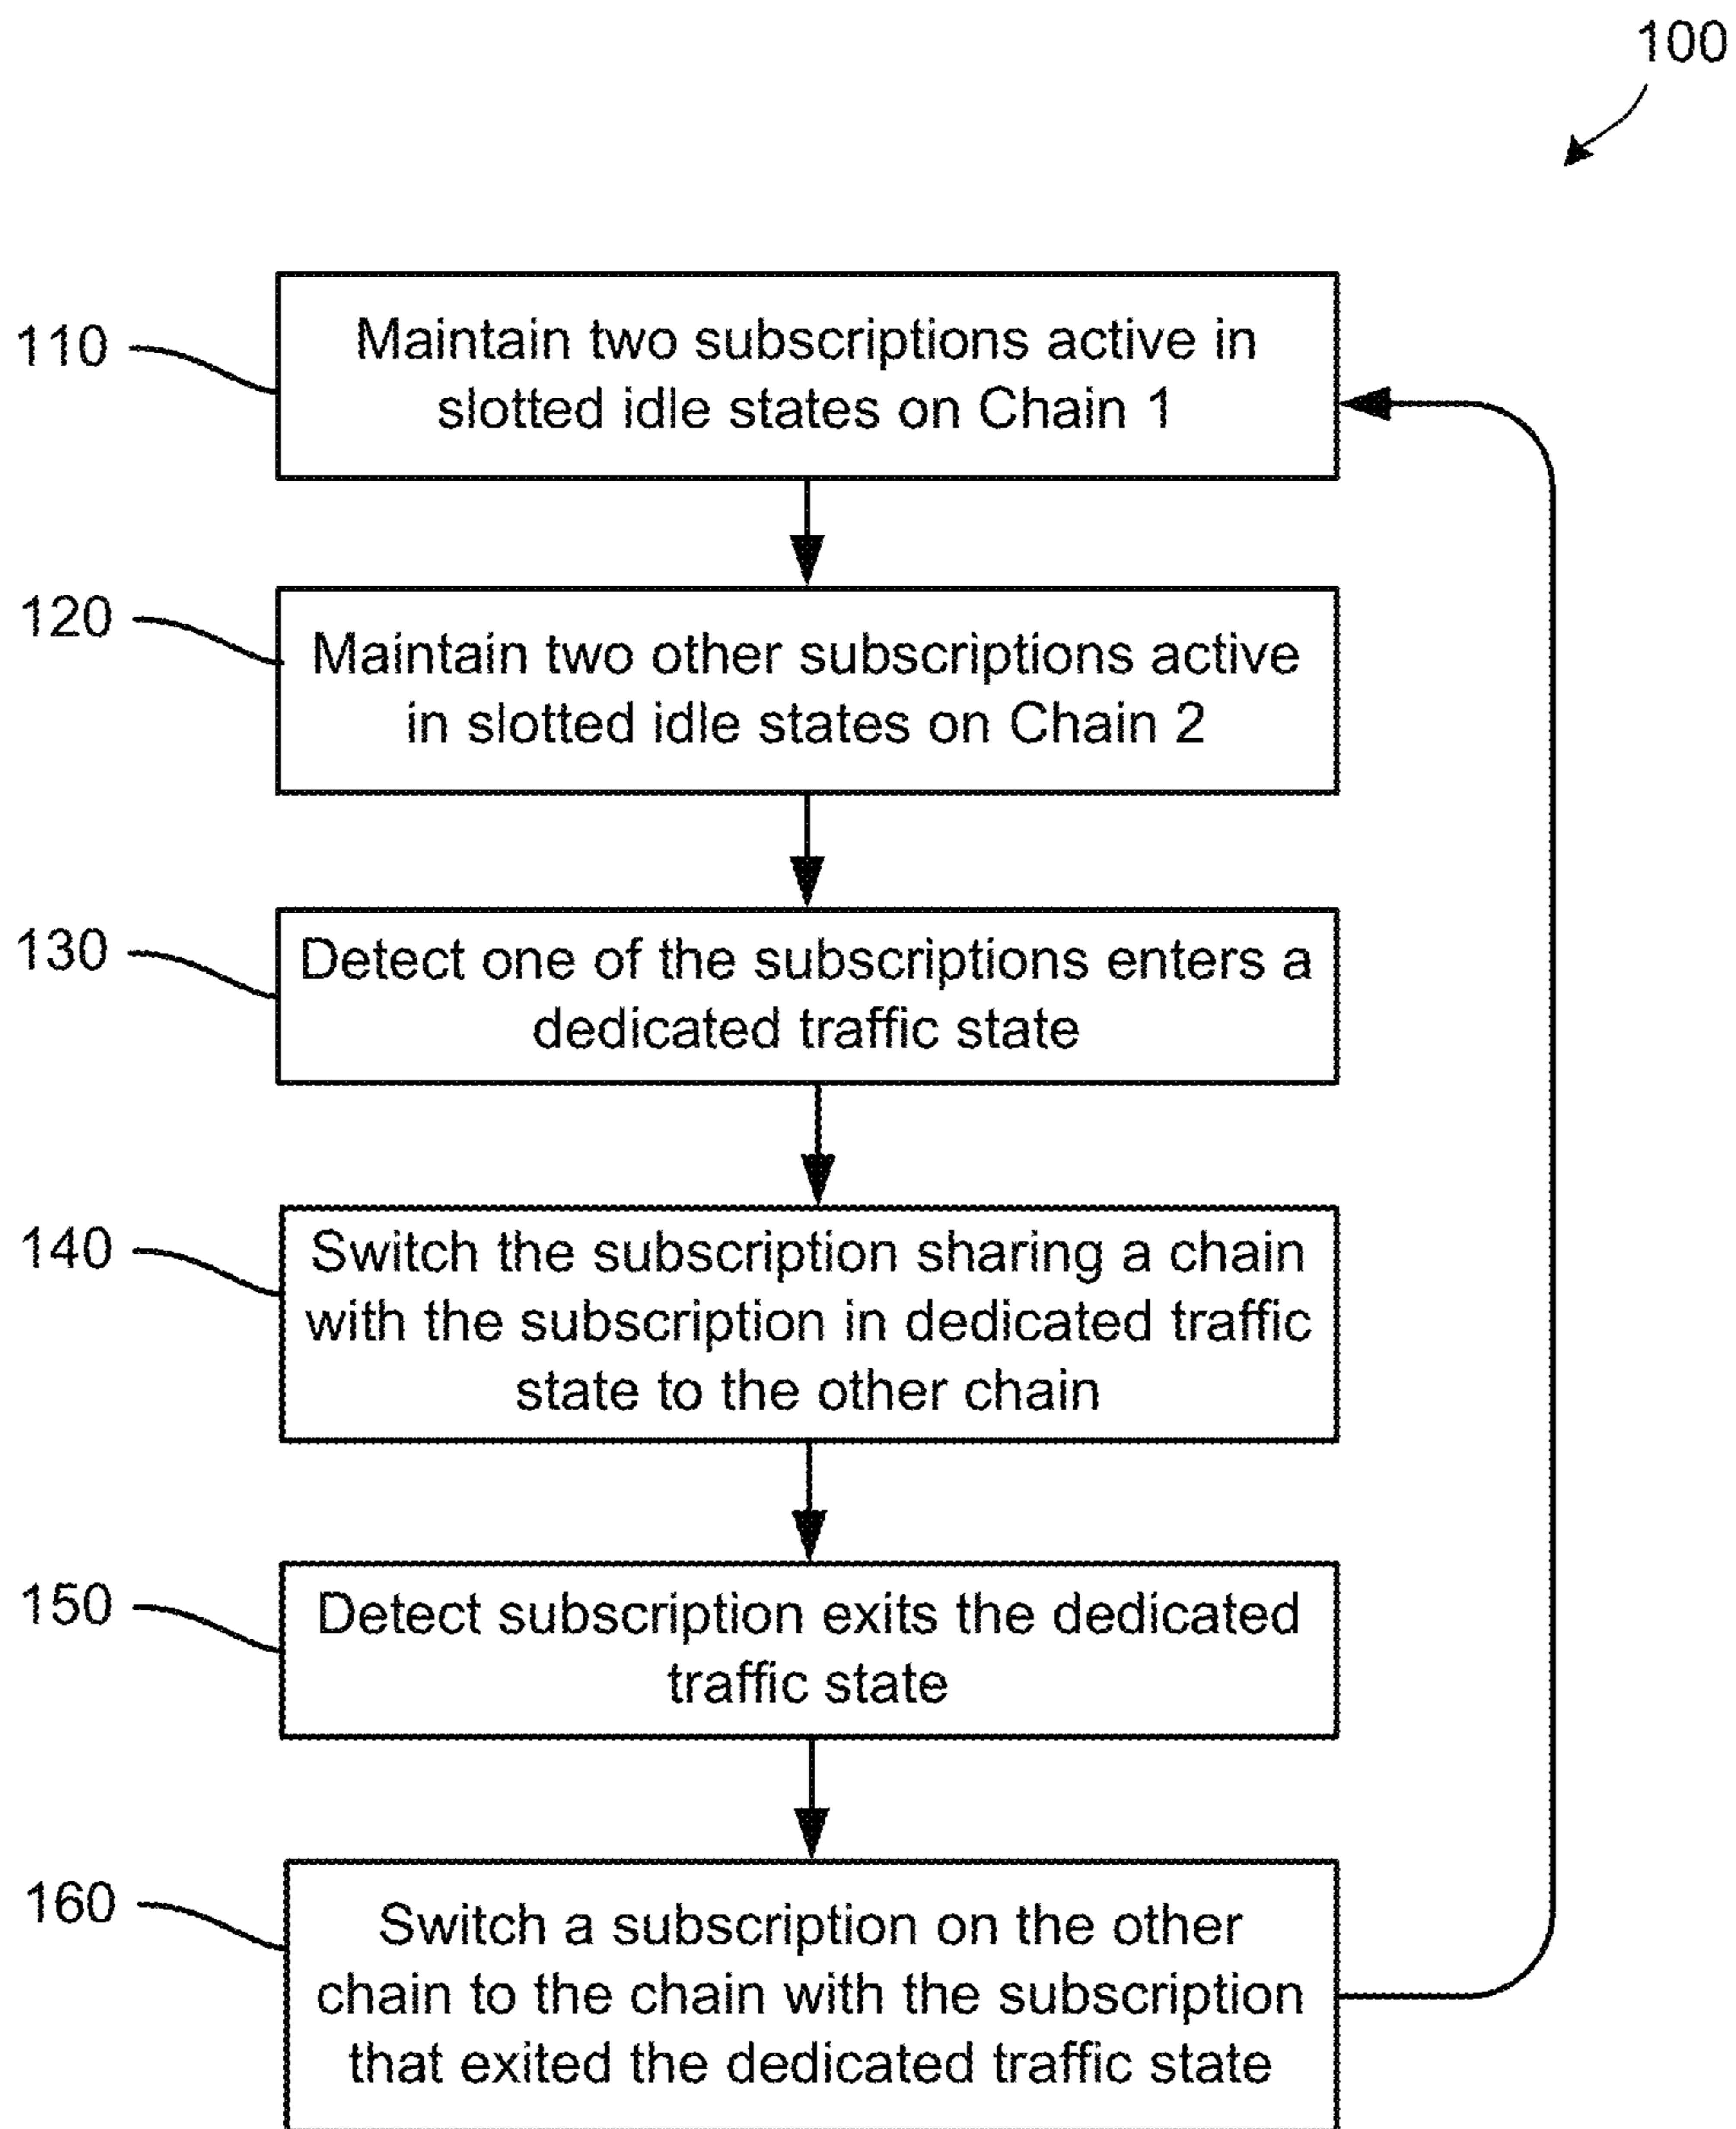 100
110
Maintain two subscriptions active in
slotted idle states on Chain 1
120
Maintain two other subscriptions active
in slotted idle states on Chain 2
130
Detect one of the subscriptions enters a
dedicated traffic state
140
Switch the subscription sharing a chain
with the subscription in dedicated traffic
state to the other chain
150
Detect subscription exits the dedicated
traffic state
160
Switch a subscription on the other
chain to the chain with the subscription
that exited the dedicated traffic state